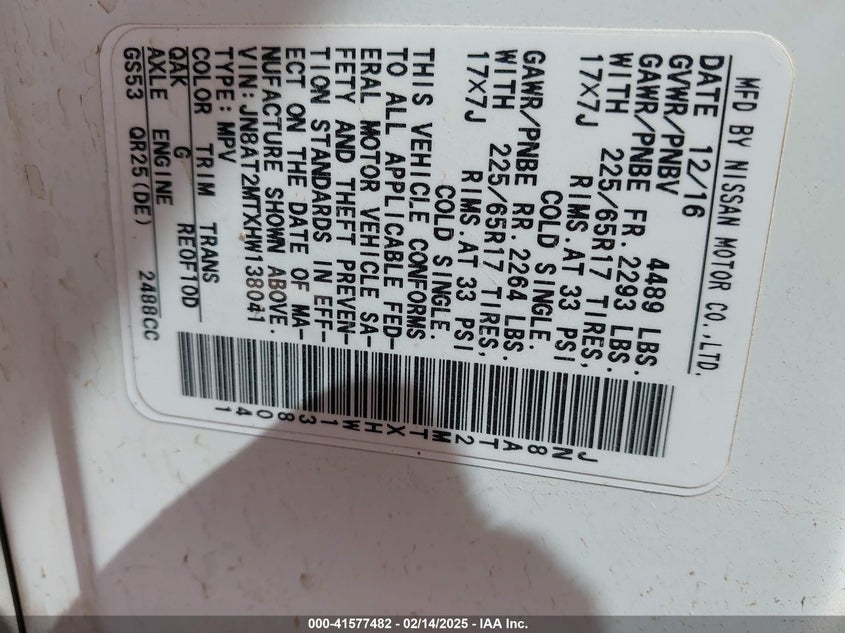 MFD BY NISSAN MOTOR CO.,LTD.
DATE 12/16
GVWR/PNBV 4489 LBS.
GAWR/PNBE FR.2293 LBS.
WITH 225/65R17 TIRES,
17X7J RIMS.AT 33 PSI
COLD SINGLE.
GAWR/PNBE RR.2264 LBS.
WITH 225/65R17 TIRES,
17X7J RIMS.AT 33 PSI
COLD SINGLE.
THIS VEHICLE CONFORMS
TO ALL APPLICABLE FED-
ERAL MOTOR VEHICLE SA-
FETY AND THEFT PREVEN-
TION STANDARDS IN EFF-
ECT ON THE DATE OF MA-
NUFACTURE SHOWN ABOVE.
VIN: JN8AT2MTXHW138041
TYPE: MPV
COLOR TRIM TRANS
QAK G REOF10D
AXLE ENGINE
GS53 QR25(DE) 2488CC
JN8AT2MTXHW138041
000-41577482 - 02/14/2025 - IAA Inc.